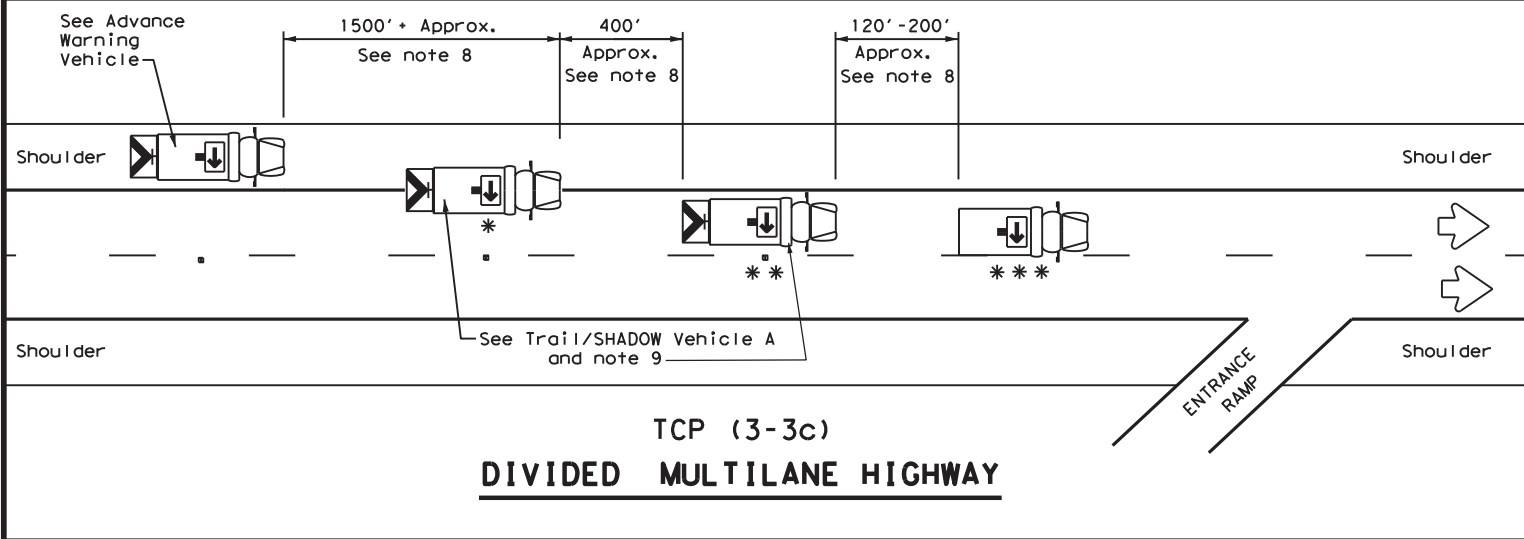 See Advance
Warning
Vehicle
1500'+ Approx.
See note 8
400'
Approx.
See note 8
120'-200'
Approx.
See note 8
Shoulder
Shoulder
*
* *
* * *
See Trail/SHADOW Vehicle A
and note 9
Shoulder
Shoulder
ENTRANCE
RAMP
TCP (3-3c)
DIVIDED MULTILANE HIGHWAY